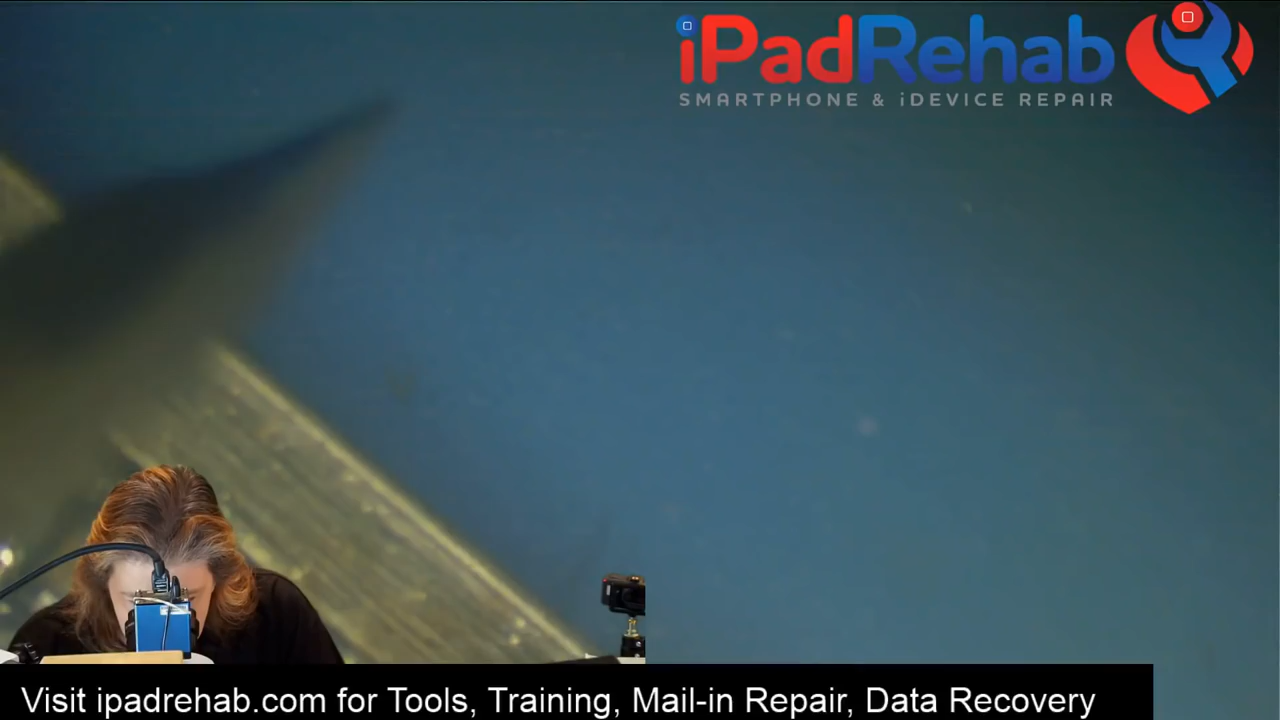 iPadRehab
SMARTPHONE & iDEVICE REPAIR
Visit ipadrehab.com for Tools, Training, Mail-in Repair, Data Recovery